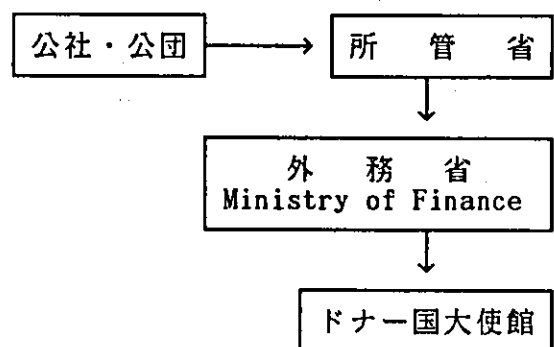 公社・公団
所管省
外務省
Ministry of Finance
ドナー国大使館